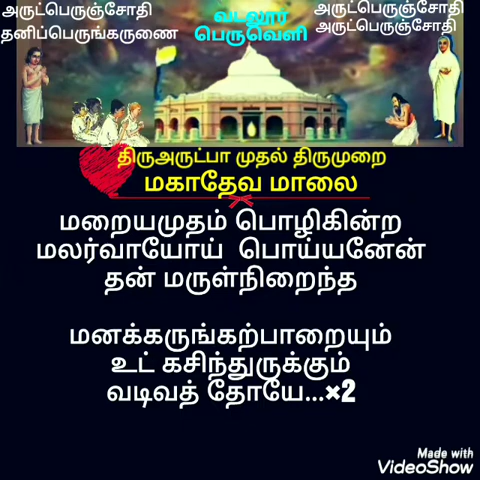 அருட்பெருஞ்சோதி
தனிப்பெருங்கருணை
வடலூர்
பெருவெளி
அருட்பெருஞ்சோதி
அருட்பெருஞ்சோதி
திருஅருட்பா முதல் திருமுறை
மகாதேவ மாலை
மறையமுதம் பொழிகின்ற
மலர்வாயோய் பொய்யனேன்
தன் மருள்நிறைந்த
மனக்கருங்கற்பாறையும்
உட் கசிந்துருக்கும்
வடிவத் தோயே...×2
Made with
VideoShow